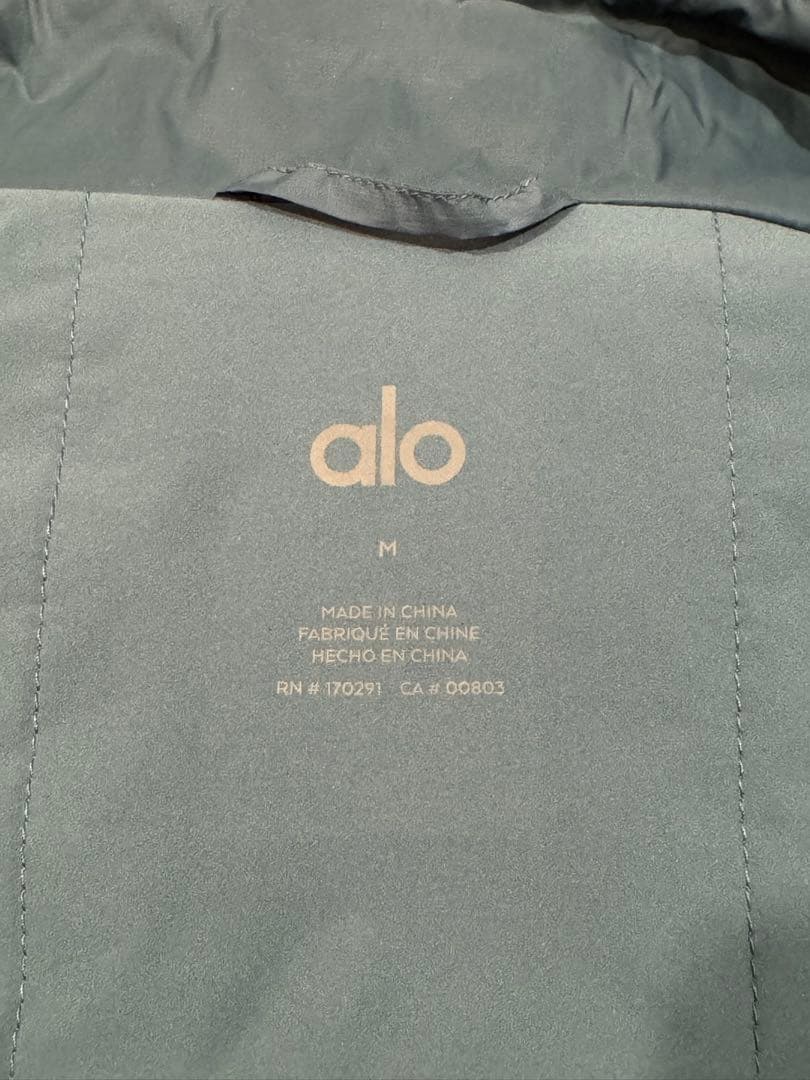 alo
M
MADE IN CHINA
FABRIQUÉ EN CHINE
HECHO EN CHINA
RN # 170291 CA # 00803